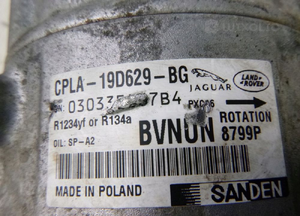 CPLA-19D629-BG
JAGUAR
LAND ROVER
R1234yf or R134a
ROTATION
OIL: SP-A2
BVNUN
8799P
MADE IN POLAND
SANDEN